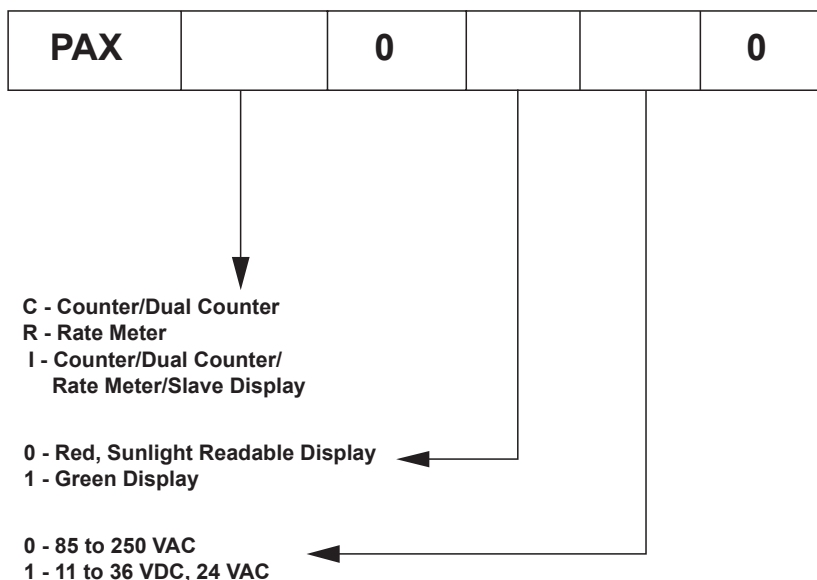 PAX 0 0
C - Counter/Dual Counter
R - Rate Meter
I - Counter/Dual Counter/
Rate Meter/Slave Display
0 - Red, Sunlight Readable Display
1 - Green Display
0 - 85 to 250 VAC
1 - 11 to 36 VDC, 24 VAC